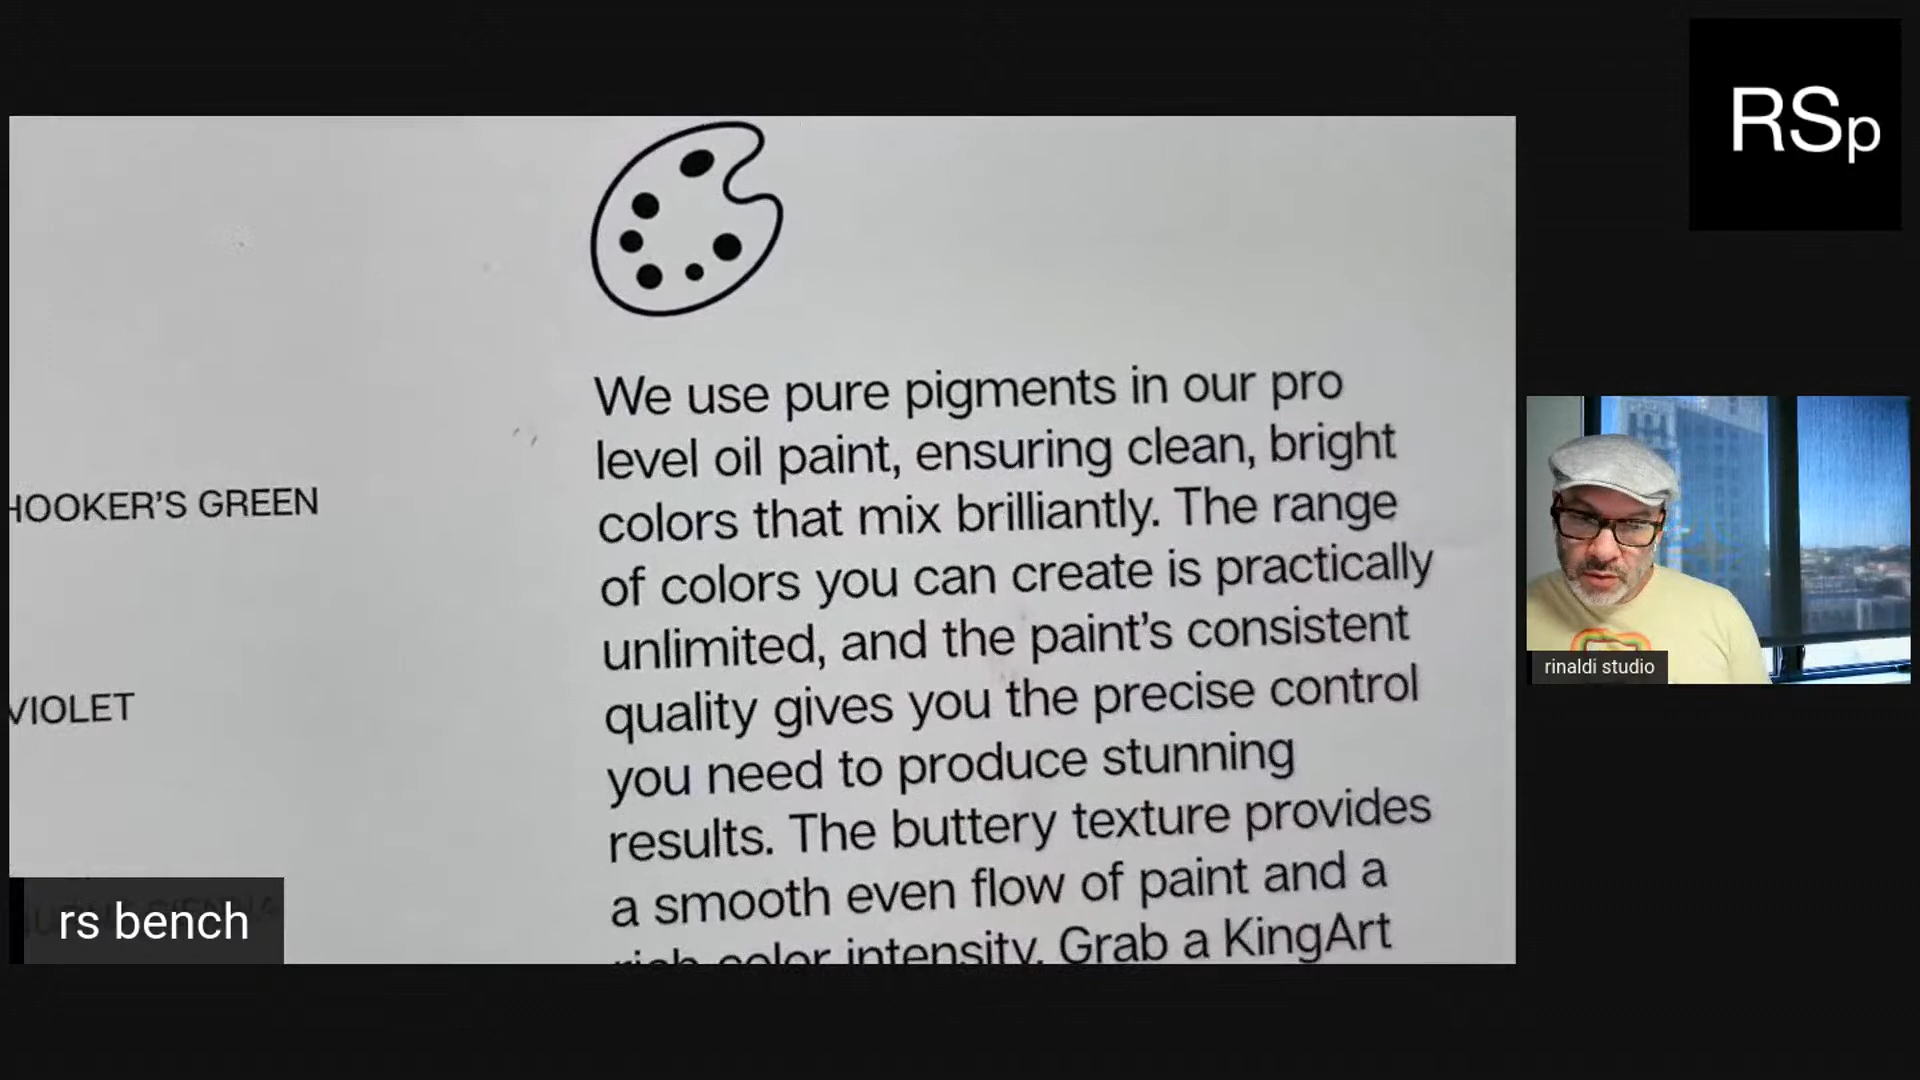 RSp
We use pure pigments in our pro
level oil paint, ensuring clean, bright
colors that mix brilliantly. The range
of colors you can create is practically
unlimited, and the paint's consistent
quality gives you the precise control
you need to produce stunning
results. The buttery texture provides
a smooth even flow of paint and a
rich color intensity. Grab a KingArt
HOOKER'S GREEN
VIOLET
rs bench
rinaldi studio